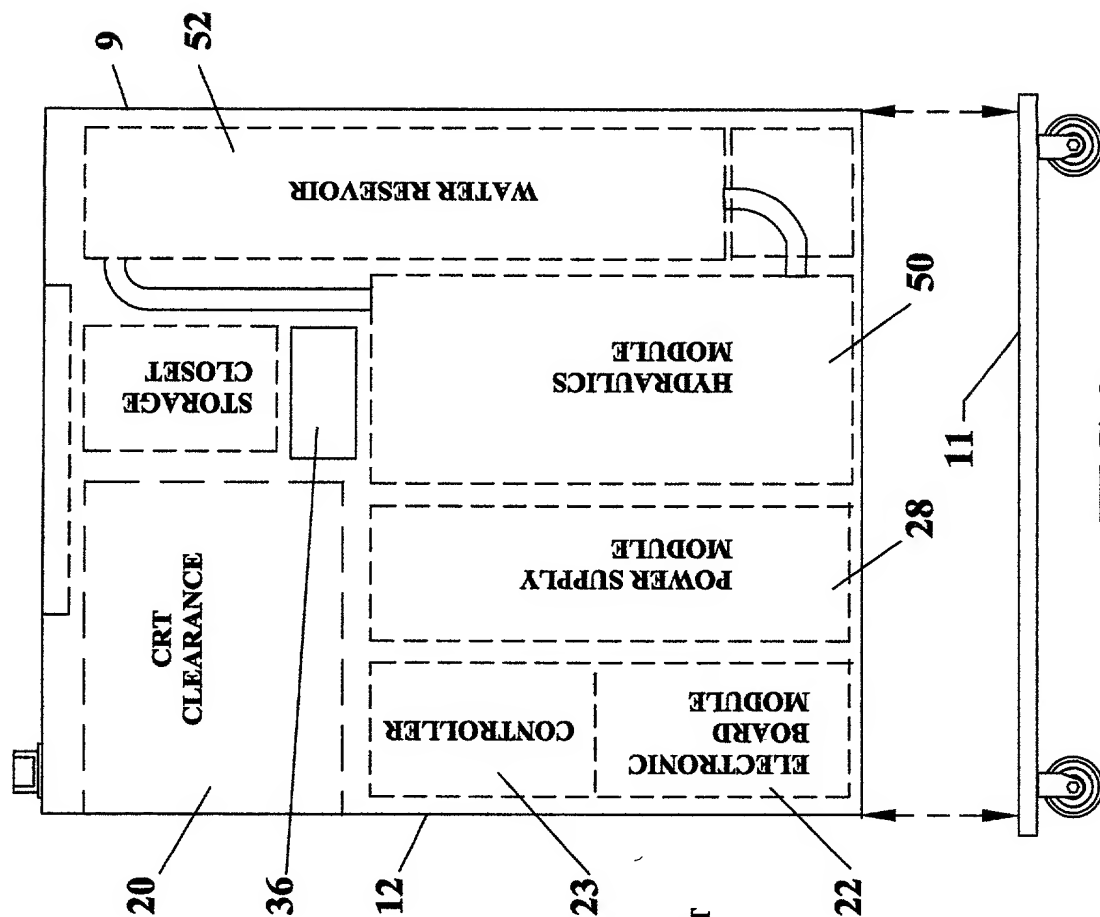 9
52
WATER RESEVOIR
STORAGE
CLOSET
CRT
CLEARANCE
HYDRAULICS
MODULE
50
POWER SUPPLY
MODULE
28
11
CONTROLLER
ELECTRONIC
BOARD
MODULE
20
36
12
23
22
T